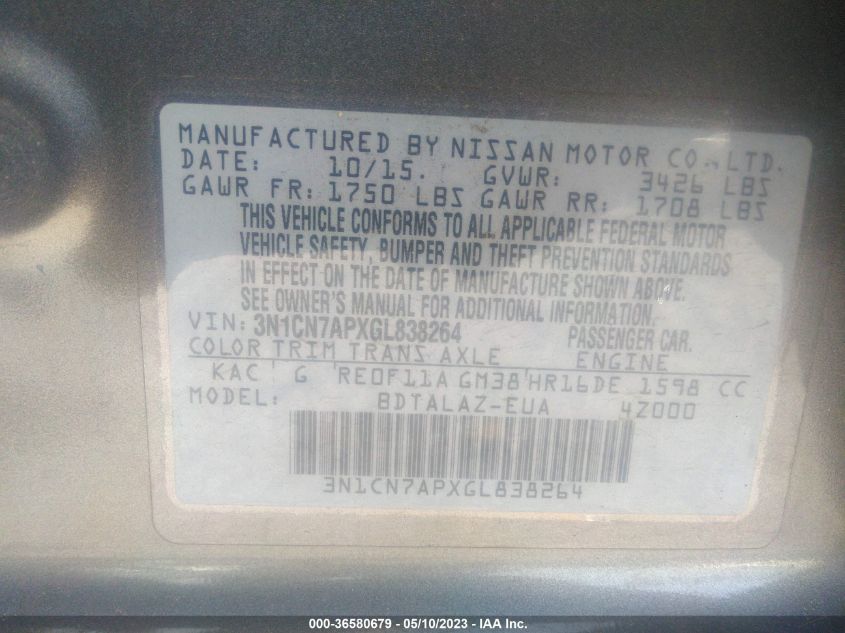 MANUFACTURED BY NISSAN MOTOR CO.,LTD.
DATE: 10/15. GVWR: 3426 LBS
GAWR FR: 1750 LBS GAWR RR: 1708 LBS
THIS VEHICLE CONFORMS TO ALL APPLICABLE FEDERAL MOTOR
VEHICLE SAFETY, BUMPER AND THEFT PREVENTION STANDARDS
IN EFFECT ON THE DATE OF MANUFACTURE SHOWN ABOVE.
SEE OWNER'S MANUAL FOR ADDITIONAL INFORMATION.
VIN: 3N1CN7APXGL838264 PASSENGER CAR.
COLOR TRIM TRANS AXLE ENGINE
KAC G RE0F11A GM38 HR16DE 1598 CC
MODEL: BDTALAZ-EUA 4Z000
3N1CN7APXGL838264
000-36580679 - 05/10/2023 - IAA Inc.